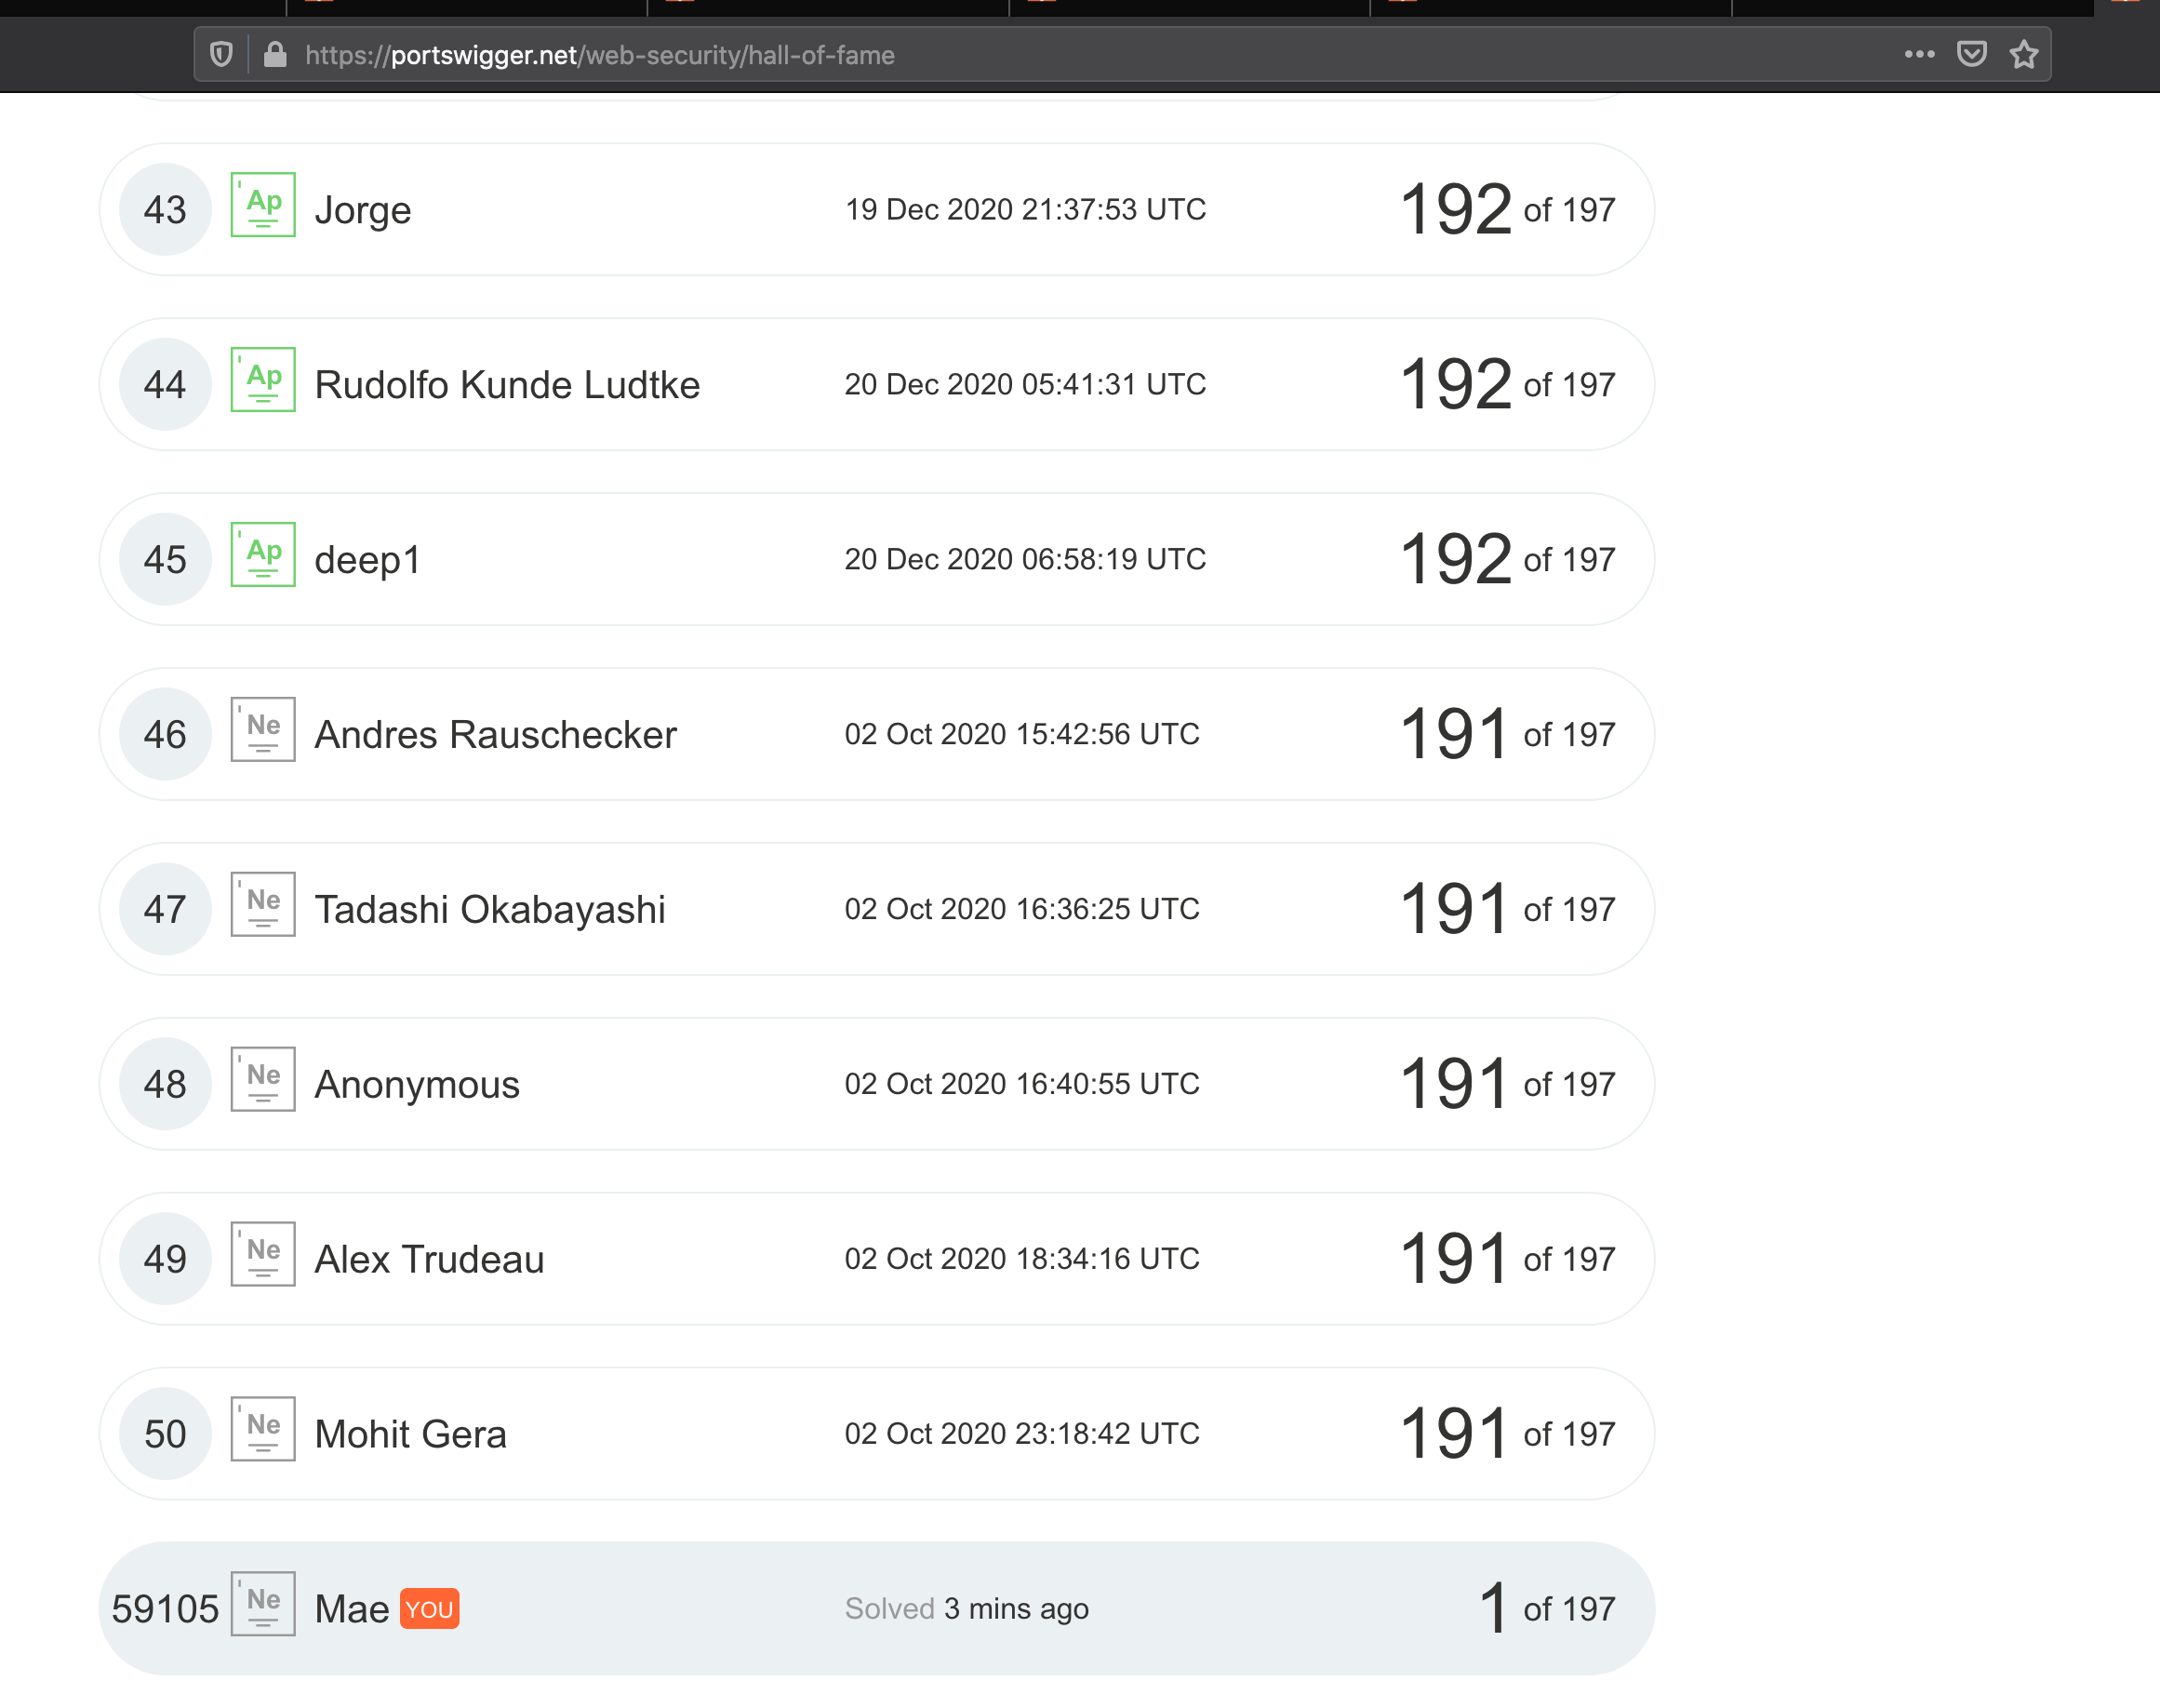 https://portswigger.net/web-security/hall-of-fame
43 Ap Jorge 19 Dec 2020 21:37:53 UTC 192 of 197
44 Ap Rudolfo Kunde Ludtke 20 Dec 2020 05:41:31 UTC 192 of 197
45 Ap deep1 20 Dec 2020 06:58:19 UTC 192 of 197
46 Ne Andres Rauschecker 02 Oct 2020 15:42:56 UTC 191 of 197
47 Ne Tadashi Okabayashi 02 Oct 2020 16:36:25 UTC 191 of 197
48 Ne Anonymous 02 Oct 2020 16:40:55 UTC 191 of 197
49 Ne Alex Trudeau 02 Oct 2020 18:34:16 UTC 191 of 197
50 Ne Mohit Gera 02 Oct 2020 23:18:42 UTC 191 of 197
59105 Ne Mae YOU Solved 3 mins ago 1 of 197